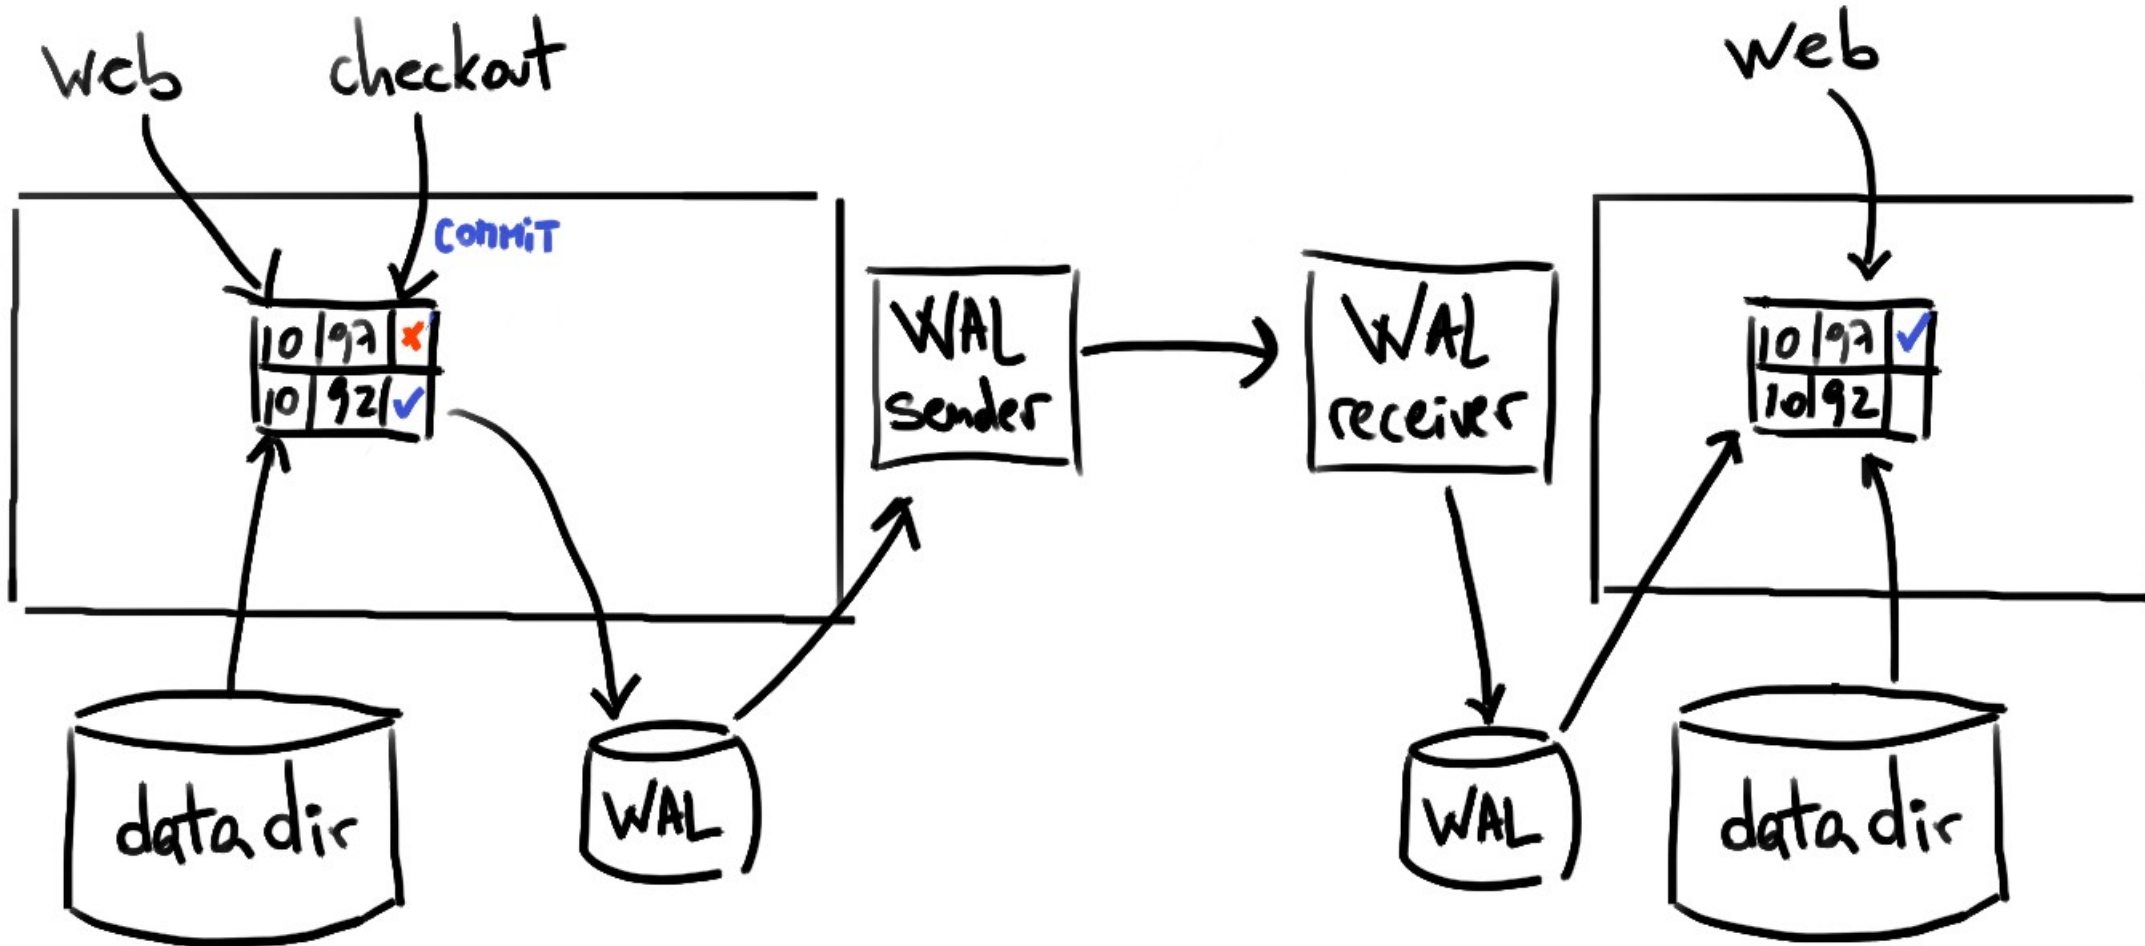 web
checkout
web
COMMIT
10 97 ✗
10 92 ✓
WAL
sender
WAL
receiver
10 97 ✓
10 92
data dir
WAL
WAL
data dir